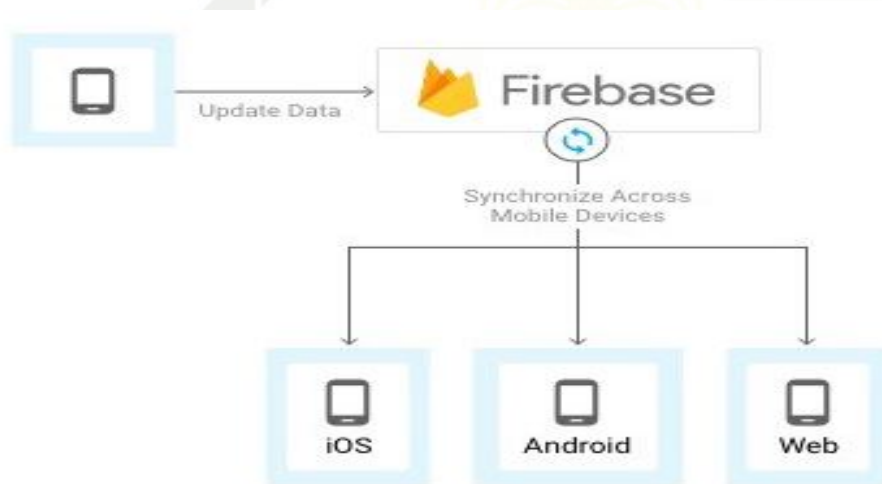 Firebase
Update Data
Synchronize Across
Mobile Devices
iOS
Android
Web